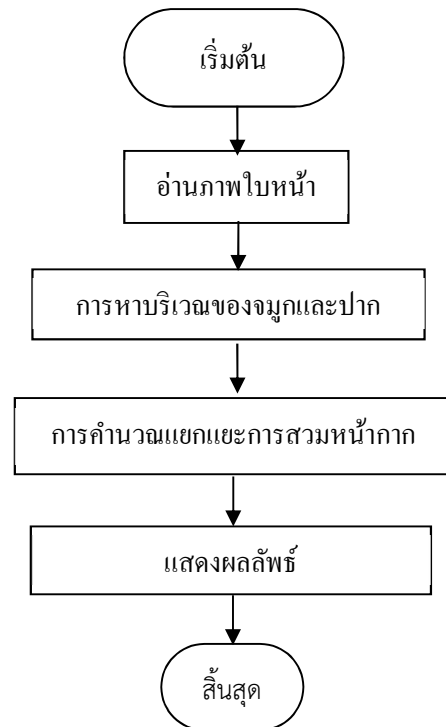 เริ่มต้น
อ่านภาพใบหน้า
การหาบริเวณของจมูกและปาก
การคำนวณแยกแยะการสวมหน้ากาก
แสดงผลลัพธ์
สิ้นสุด